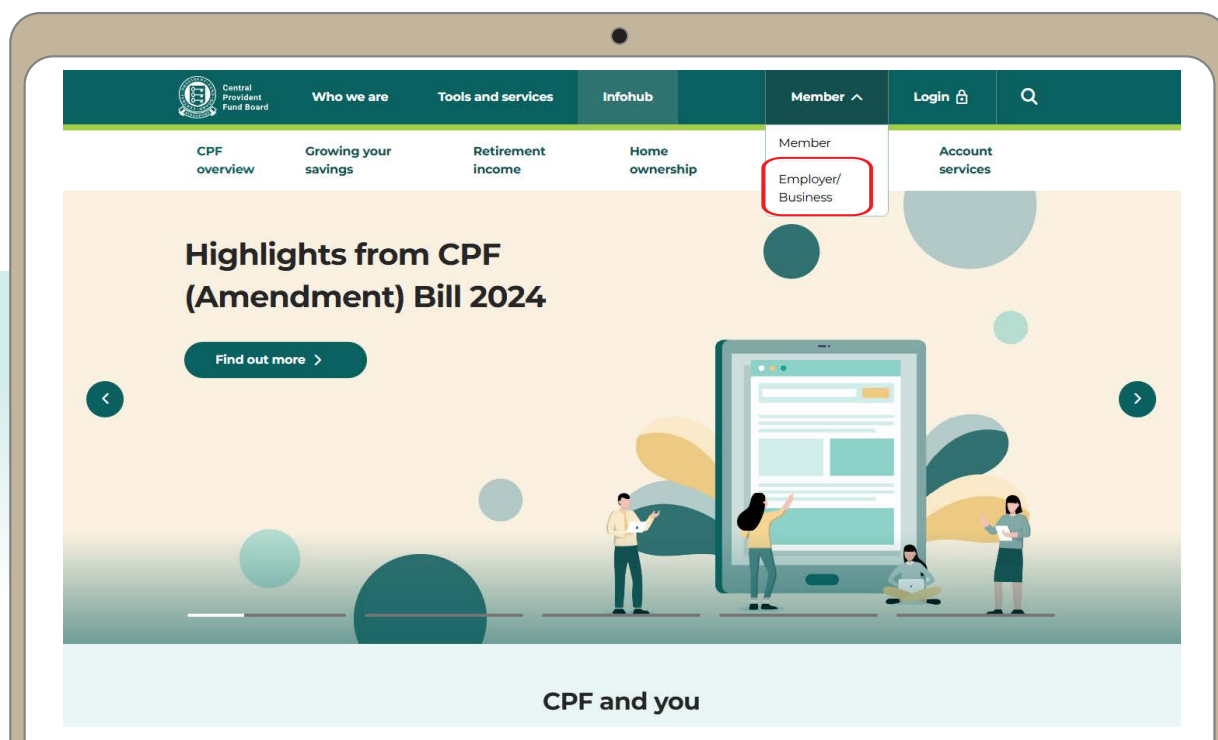 Central
Provident
Fund Board
Who we are
Tools and services
Infohub
Member
Login
CPF
overview
Growing your
savings
Retirement
income
Home
ownership
Member
Employer/
Business
Account
services
Highlights from CPF
(Amendment) Bill 2024
Find out more
CPF and you